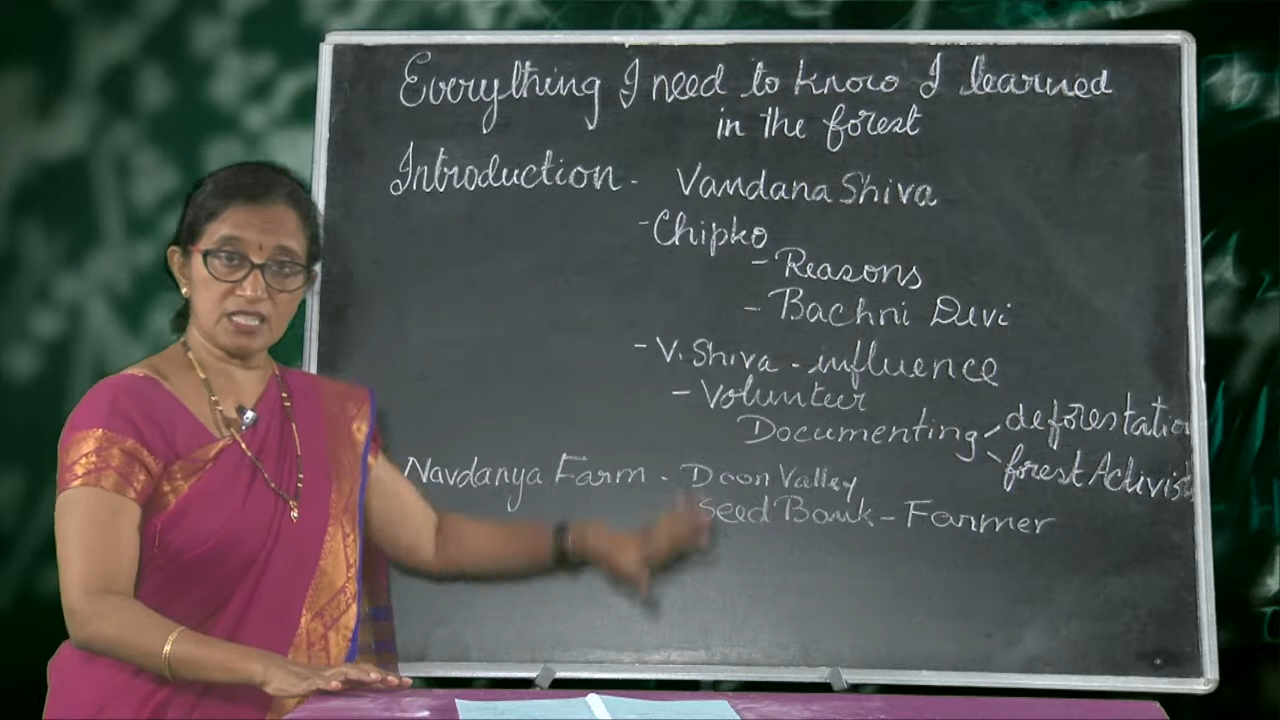 Everything I need to know I learned
in the forest
Introduction - Vandana Shiva
- Chipko
- Reasons
- Bachni Devi
- V. Shiva - influence
- Volunteer
Documenting deforestation
forest Activists
Navdanya Farm - Doon Valley
Seed Bank - Farmer